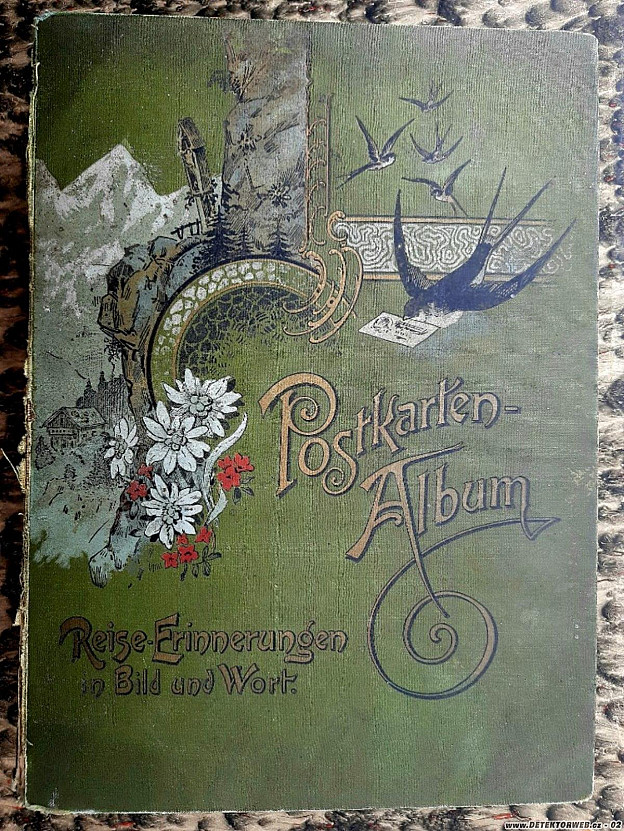 Postkarten-
Album
Reise-Erinnerungen
in Bild und Wort.
www.DETEKTORWEB.cz - 02